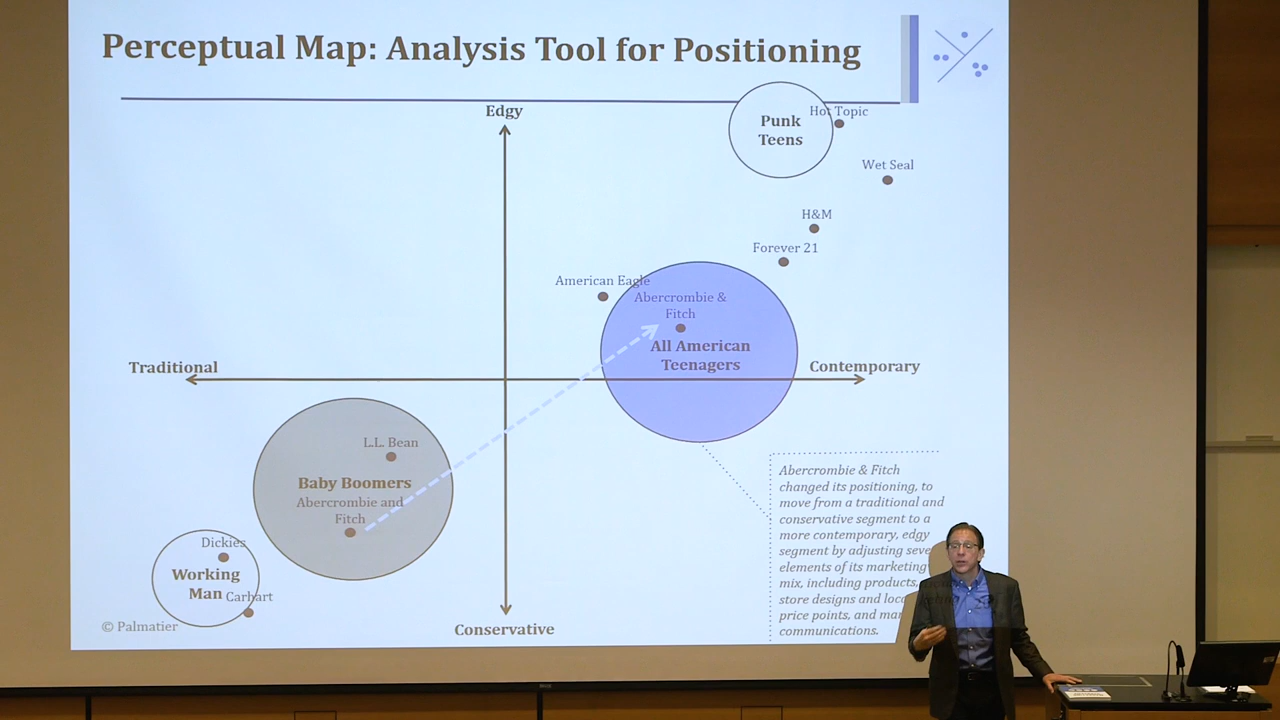 Perceptual Map: Analysis Tool for Positioning
Edgy
Punk
Teens
Hot Topic
Wet Seal
H&M
Forever 21
American Eagle
Abercrombie &
Fitch
All American
Teenagers
Traditional
Contemporary
L.L. Bean
Baby Boomers
Abercrombie and
Fitch
Dickies
Working
Man
Carhart
Conservative
Abercrombie & Fitch
changed its positioning, to
move from a traditional and
conservative segment to a
more contemporary, edgy
segment by adjusting
elements of its marketing
mix, including products,
store designs and
price points, and
communications.
© Palmatier